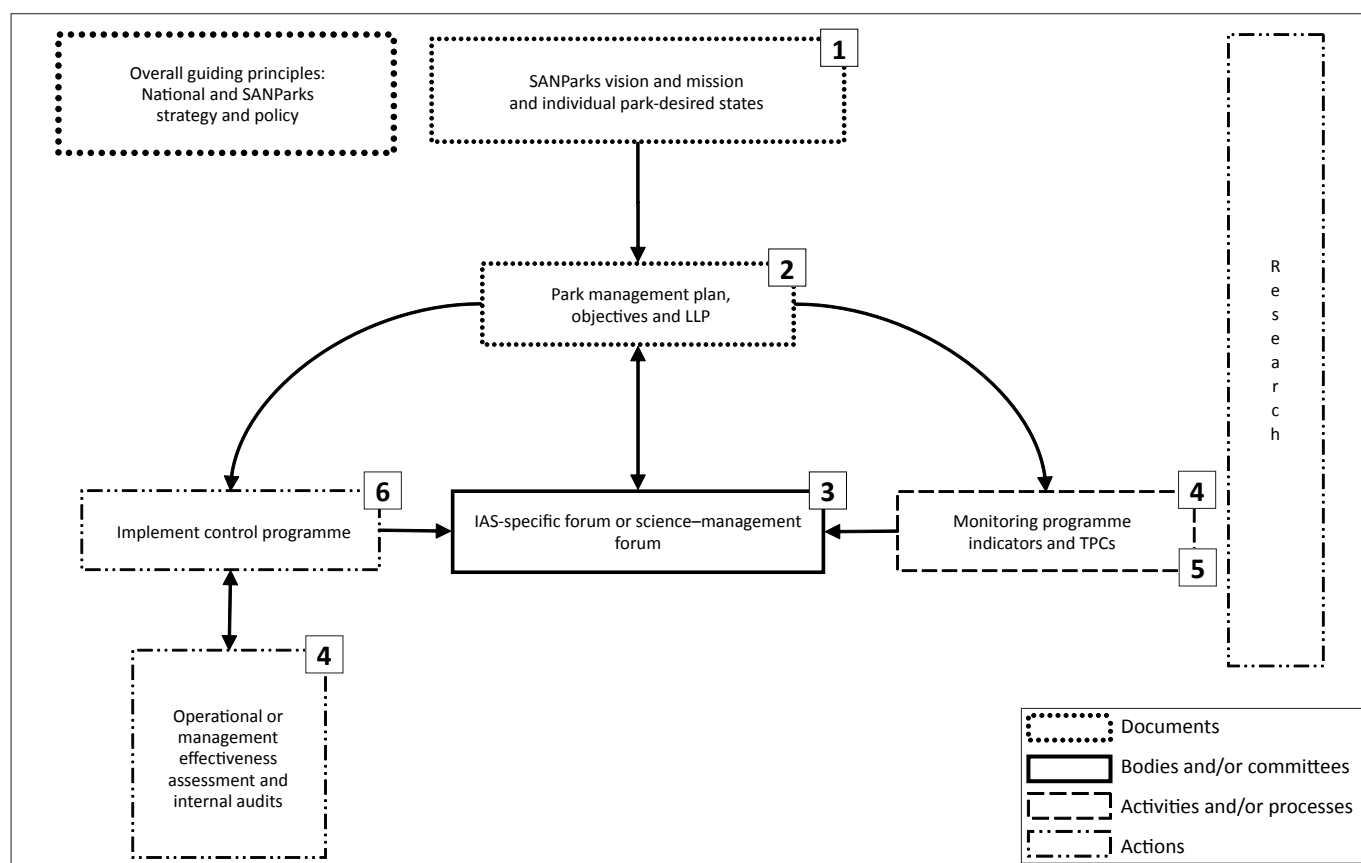 Overall guiding principles:
National and SANParks
strategy and policy
1
SANParks vision and mission
and individual park-desired states
2
Park management plan,
objectives and LLP
Research
6
Implement control programme
3
IAS-specific forum or science–management
forum
4
Monitoring programme
indicators and TPCs
5
4
Operational or
management
effectiveness
assessment and
internal audits
Documents
Bodies and/or committees
Activities and/or processes
Actions